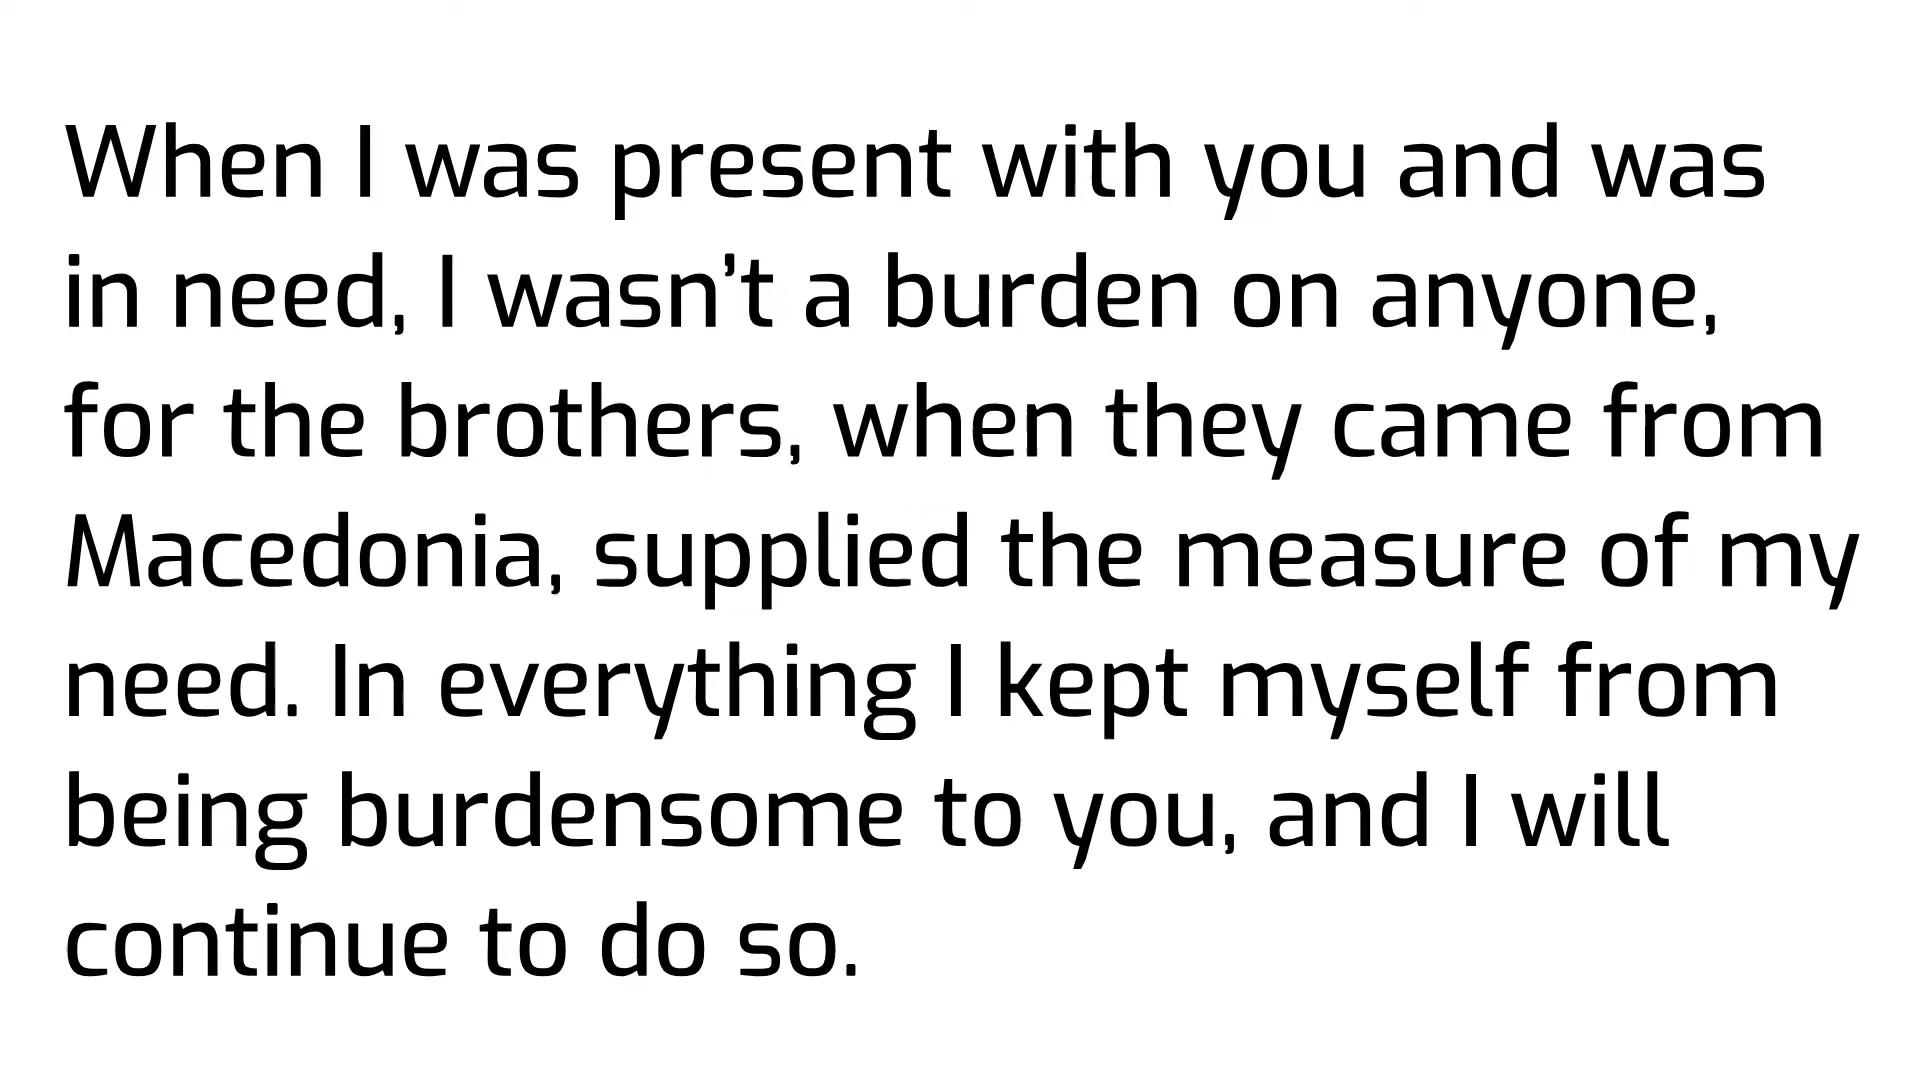 When I was present with you and was
in need, I wasn’t a burden on anyone,
for the brothers, when they came from
Macedonia, supplied the measure of my
need. In everything I kept myself from
being burdensome to you, and I will
continue to do so.